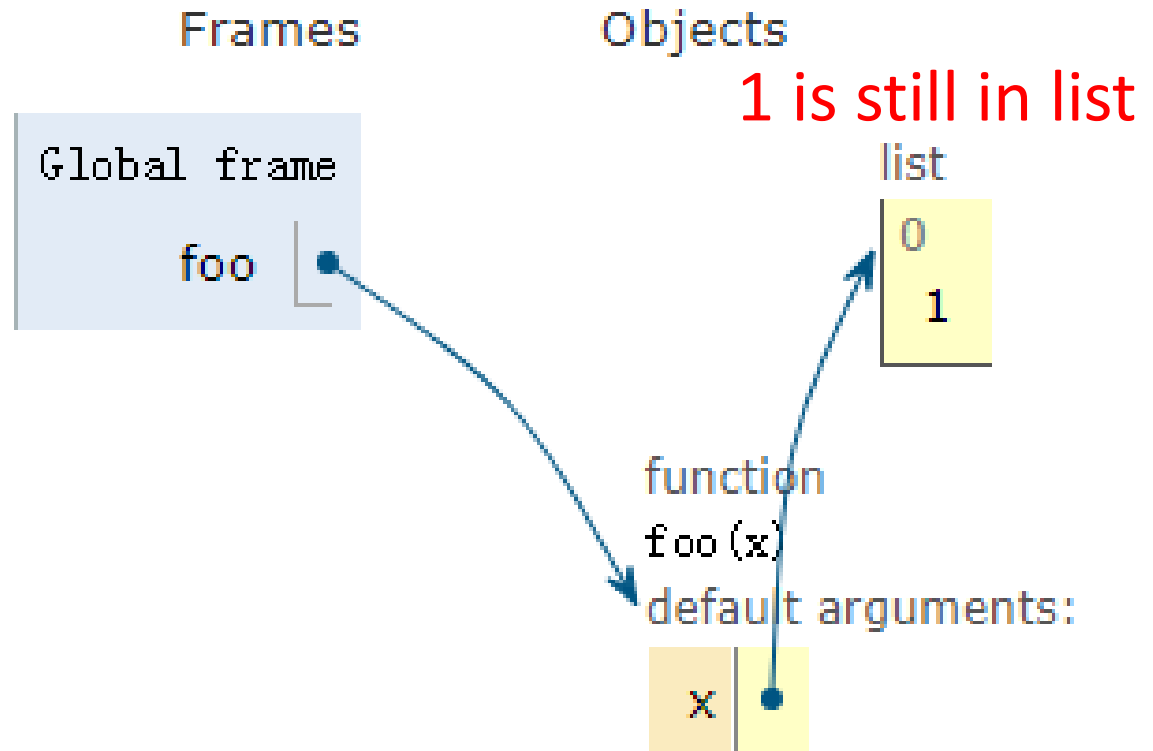 Frames Objects
1 is still in list
Global frame
list
0
foo
1
function
foo(x)
default arguments:
x